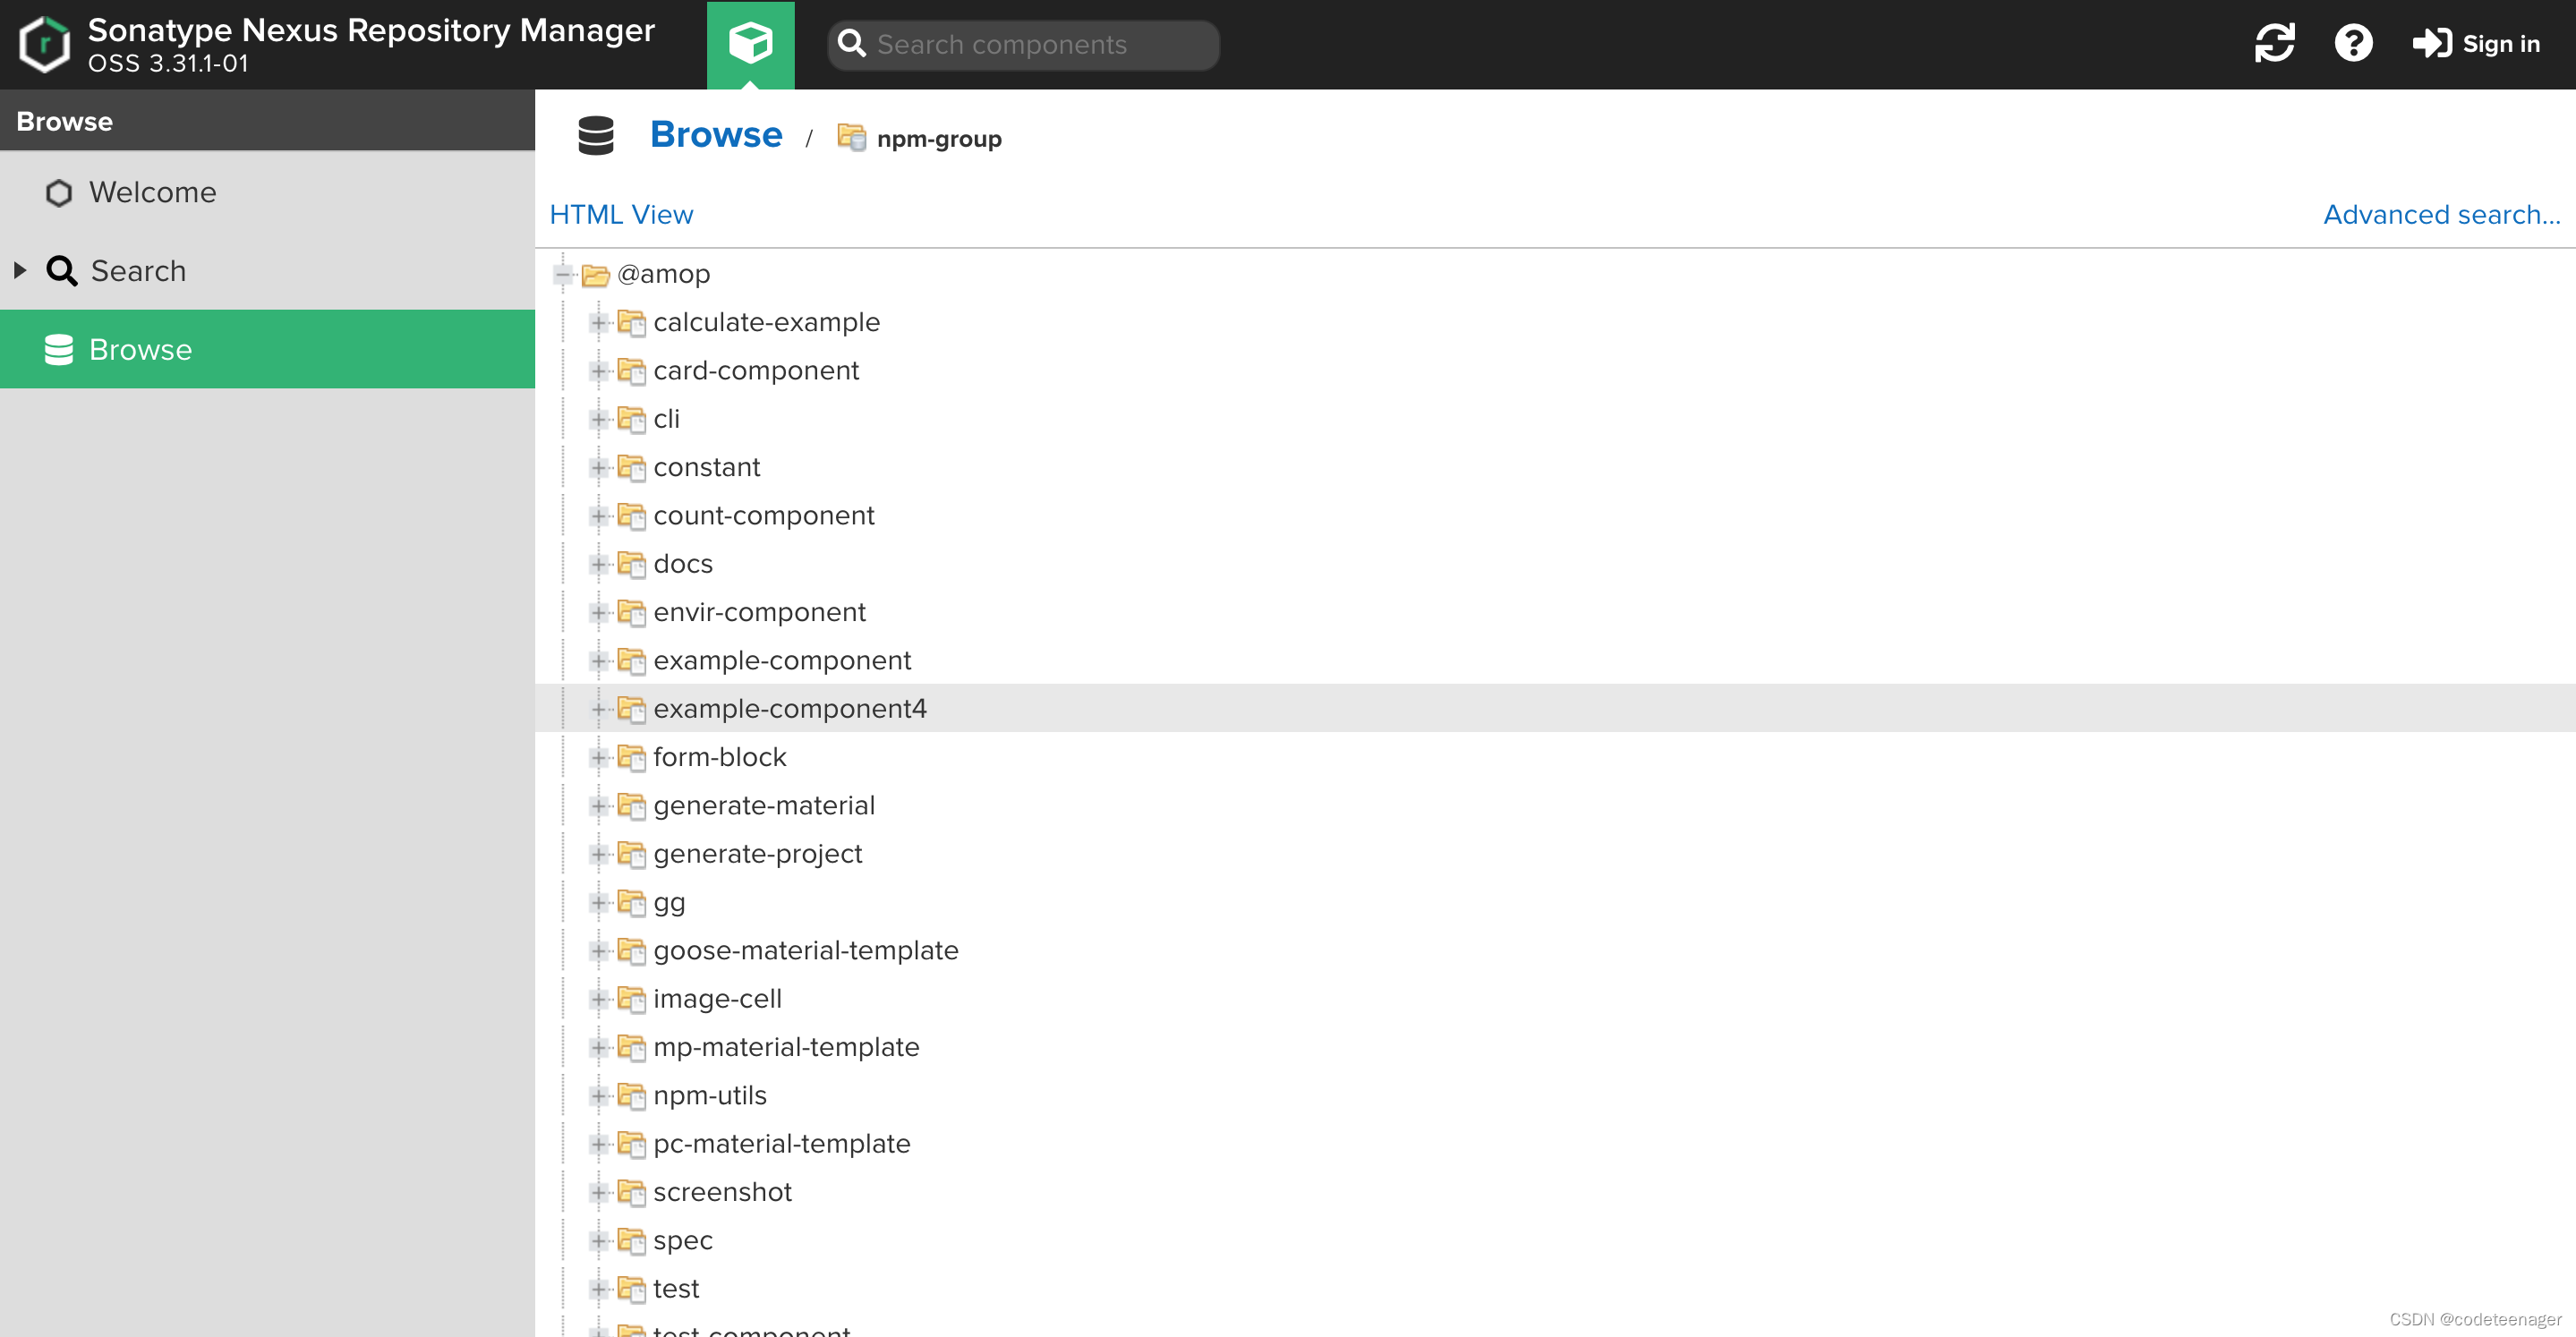 Sonatype Nexus Repository Manager
OSS 3.31.1-01
Search components
Sign in
Browse
Welcome
Search
Browse
Browse / npm-group
HTML View
Advanced search...
@amop
calculate-example
card-component
cli
constant
count-component
docs
envir-component
example-component
example-component4
form-block
generate-material
generate-project
gg
goose-material-template
image-cell
mp-material-template
npm-utils
pc-material-template
screenshot
spec
test
test-component
CSDN @codeteenager